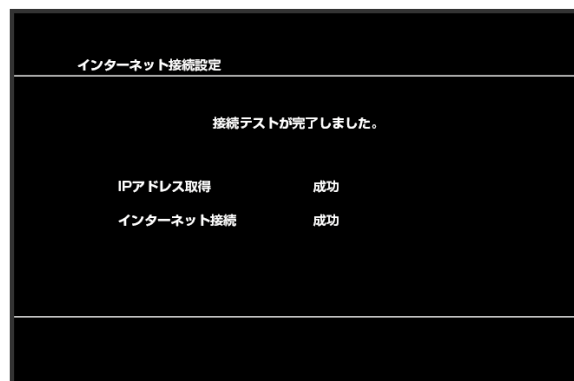 インターネット接続設定
接続テストが完了しました。
IPアドレス取得 成功
インターネット接続 成功